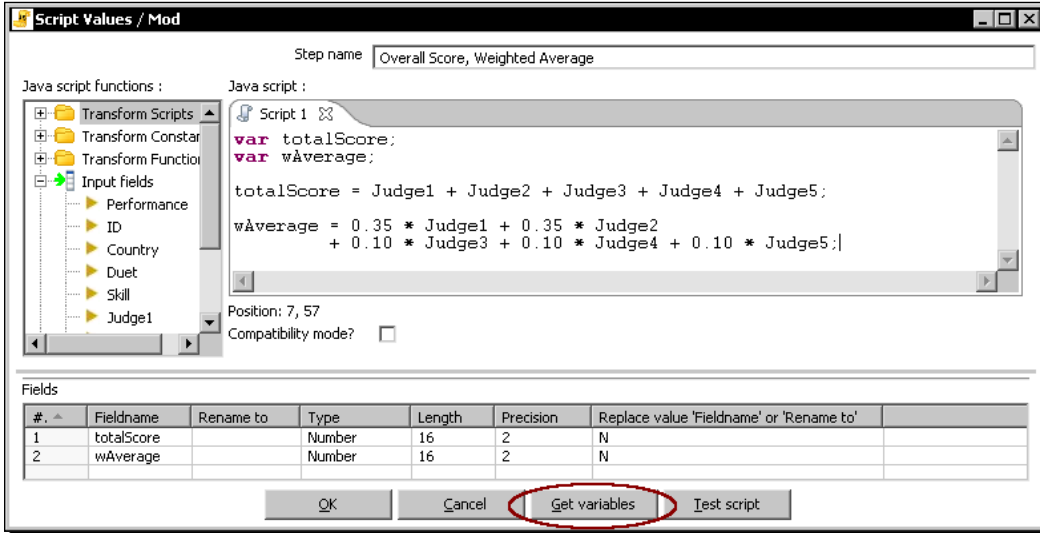 Script Values / Mod
Step name Overall Score, Weighted Average
Java script functions : Java script :
Transform Scripts
Transform Constar
Transform Function
Input fields
Performance
ID
Country
Duet
Skill
Judge1
Script 1
var totalScore;
var wAverage;
totalScore = Judge1 + Judge2 + Judge3 + Judge4 + Judge5;
wAverage = 0.35 * Judge1 + 0.35 * Judge2
+ 0.10 * Judge3 + 0.10 * Judge4 + 0.10 * Judge5;
Position: 7, 57
Compatibility mode?
Fields
#. Fieldname Rename to Type Length Precision Replace value 'Fieldname' or 'Rename to'
1 totalScore Number 16 2 N
2 wAverage Number 16 2 N
OK Cancel Get variables Test script